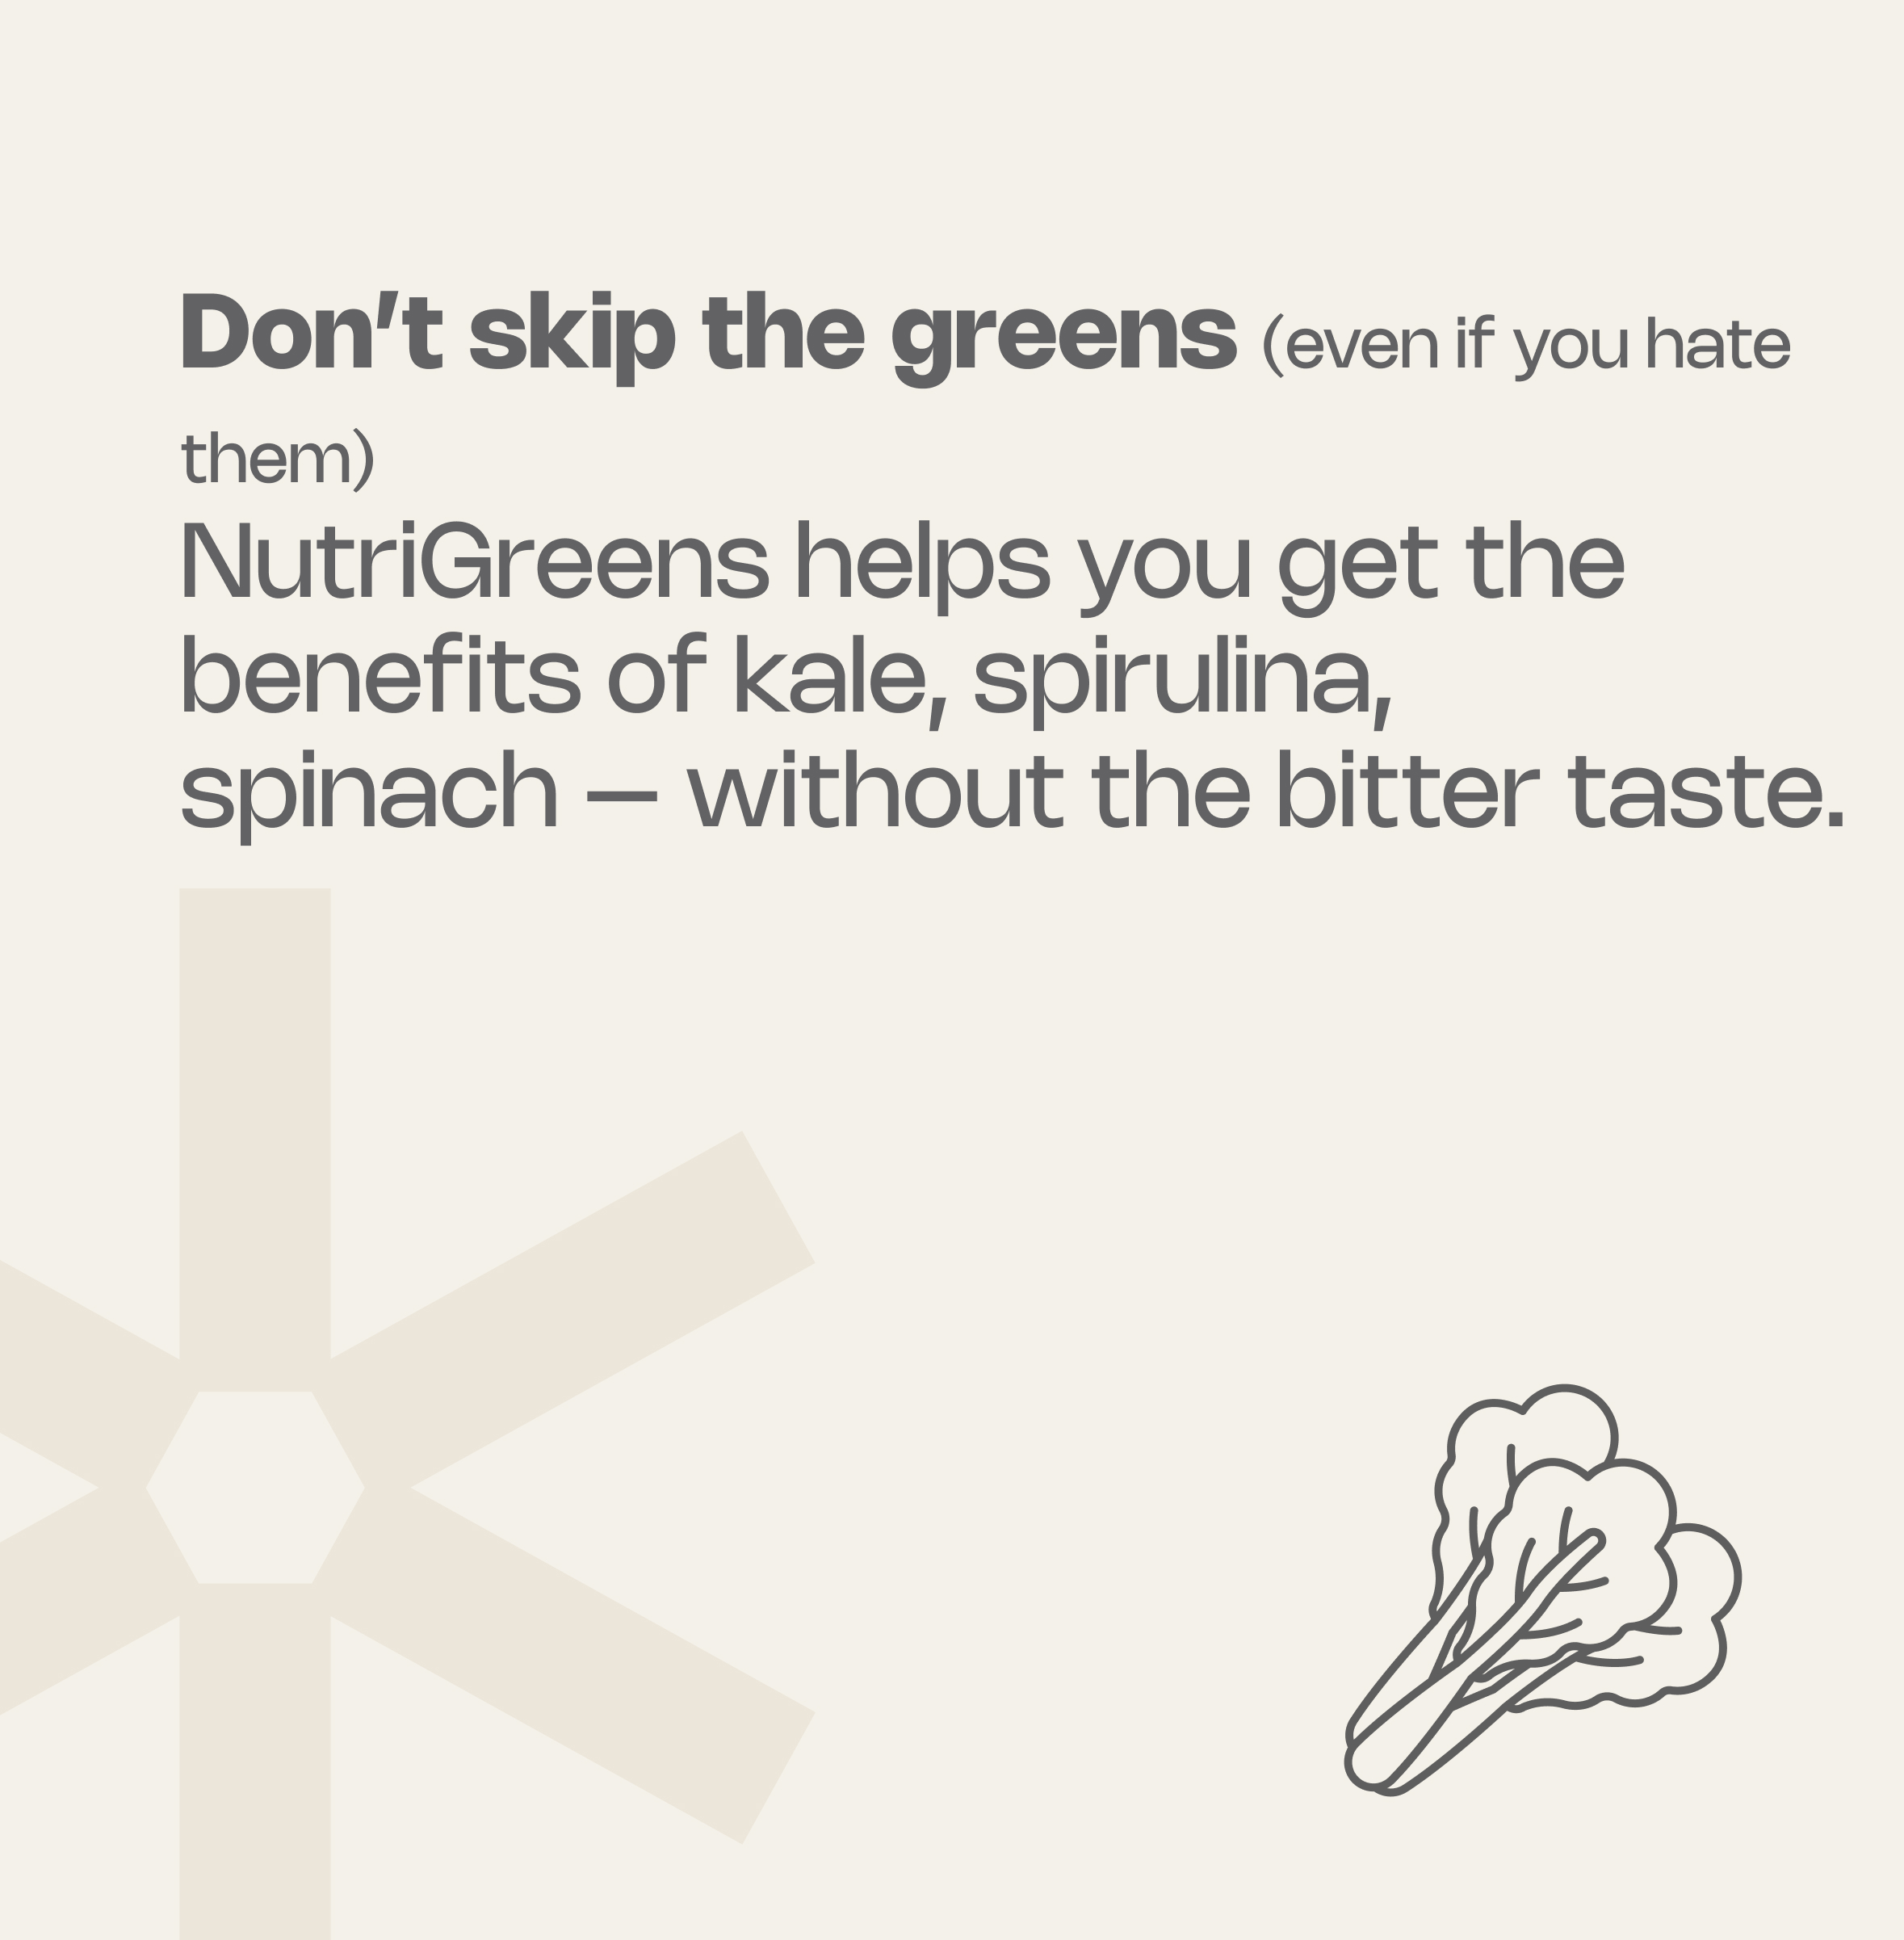 Don’t skip the greens (even if you hate
them)
NutriGreens helps you get the
benefits of kale, spirulina,
spinach — without the bitter taste.